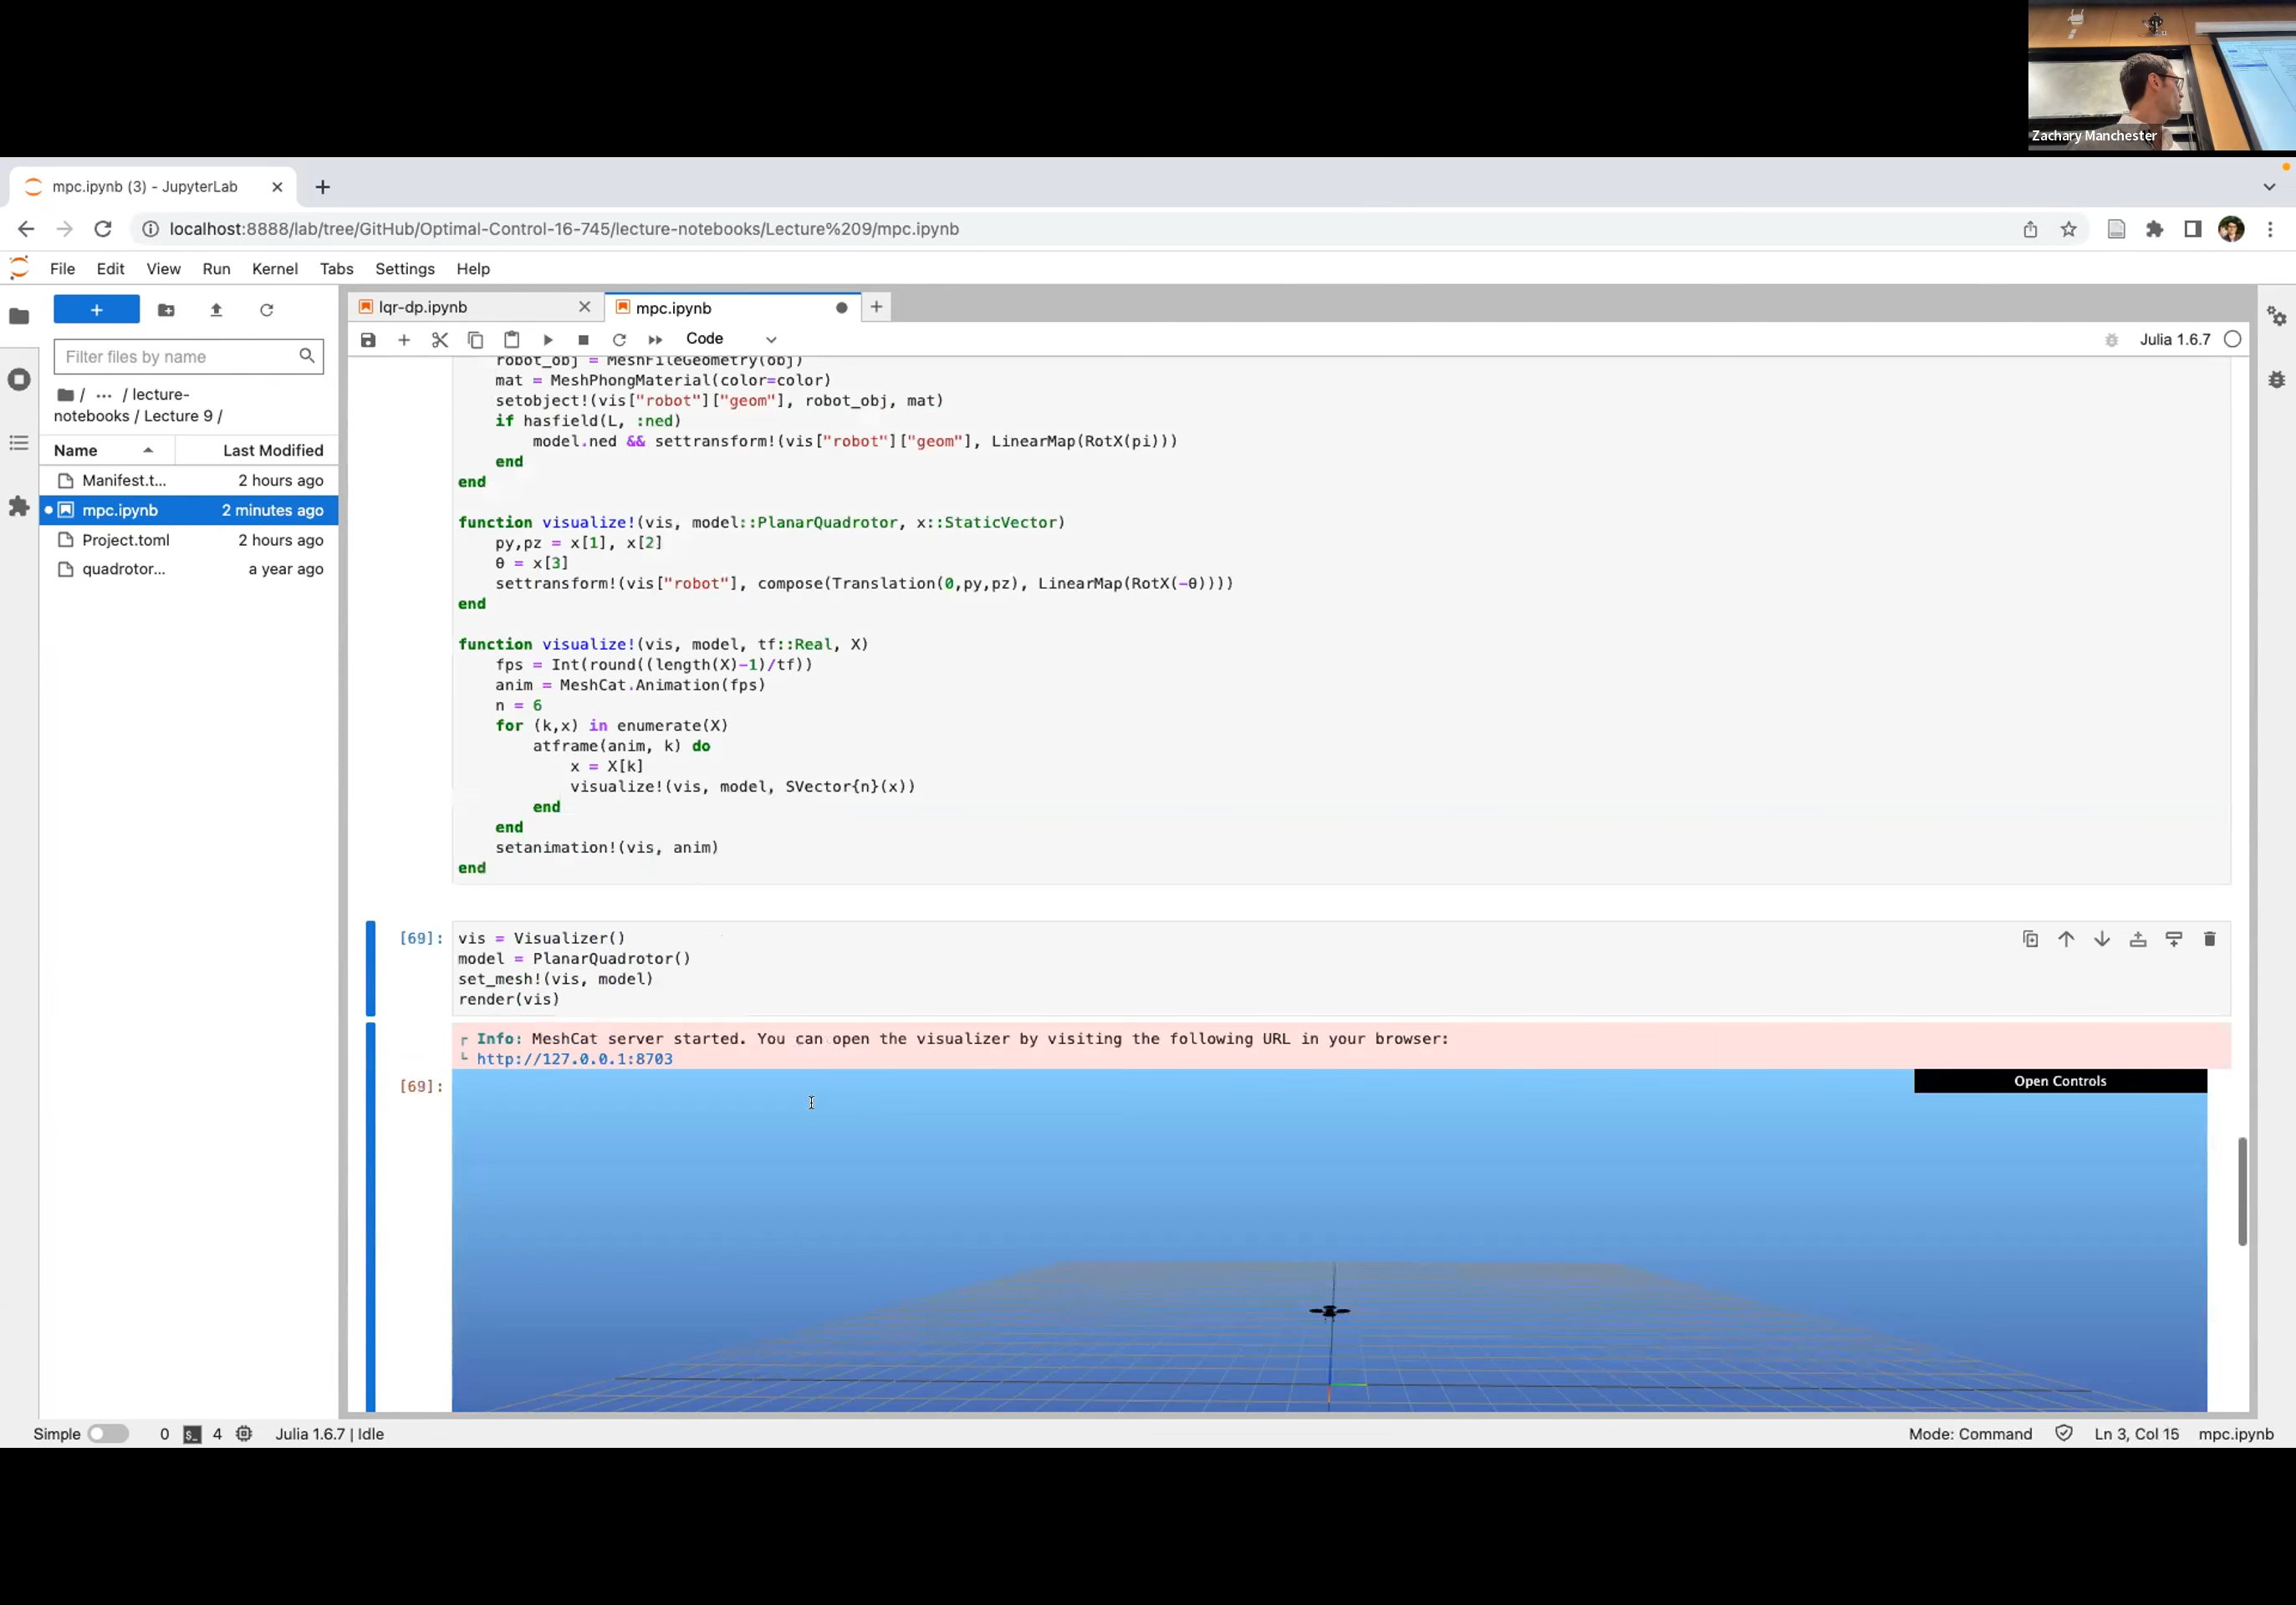 Zachary Manchester
mpc.ipynb (3) - JupyterLab
localhost:8888/lab/tree/GitHub/Optimal-Control-16-745/lecture-notebooks/Lecture%209/mpc.ipynb
File Edit View Run Kernel Tabs Settings Help
lqr-dp.ipynb
mpc.ipynb
Code
Julia 1.6.7
Filter files by name
/ ... / lecture-
notebooks / Lecture 9 /
Name Last Modified
Manifest.t... 2 hours ago
mpc.ipynb 2 minutes ago
Project.toml 2 hours ago
quadrotor... a year ago
robot_obj = MeshFileGeometry(obj)
mat = MeshPhongMaterial(color=color)
setobject!(vis["robot"]["geom"], robot_obj, mat)
if hasfield(L, :ned)
model.ned && settransform!(vis["robot"]["geom"], LinearMap(RotX(pi)))
end
end
function visualize!(vis, model::PlanarQuadrotor, x::StaticVector)
py,pz = x[1], x[2]
θ = x[3]
settransform!(vis["robot"], compose(Translation(0,py,pz), LinearMap(RotX(-θ))))
end
function visualize!(vis, model, tf::Real, X)
fps = Int(round((length(X)-1)/tf))
anim = MeshCat.Animation(fps)
n = 6
for (k,x) in enumerate(X)
atframe(anim, k) do
x = X[k]
visualize!(vis, model, SVector{n}(x))
end
end
setanimation!(vis, anim)
end
[69]: vis = Visualizer()
model = PlanarQuadrotor()
set_mesh!(vis, model)
render(vis)
┌ Info: MeshCat server started. You can open the visualizer by visiting the following URL in your browser:
└ http://127.0.0.1:8703
[69]:
Open Controls
Simple 0 $_ 4 Julia 1.6.7 | Idle Mode: Command Ln 3, Col 15 mpc.ipynb